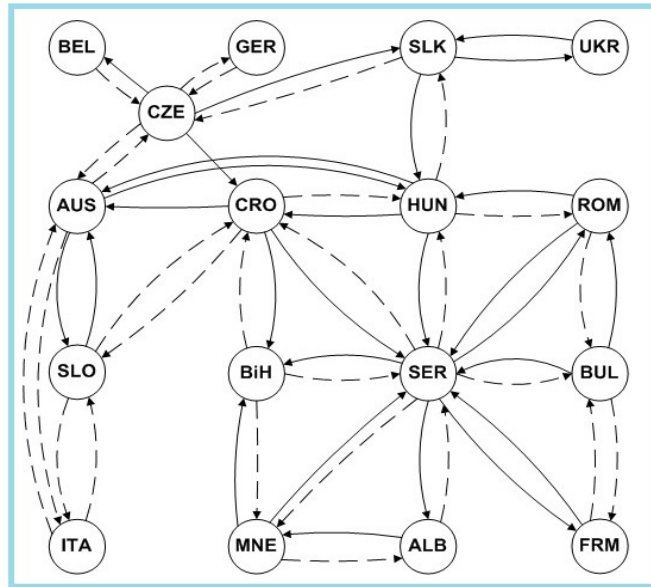 BEL GER SLK UKR
CZE
AUS CRO HUN ROM
SLO BiH SER BUL
ITA MNE ALB FRM